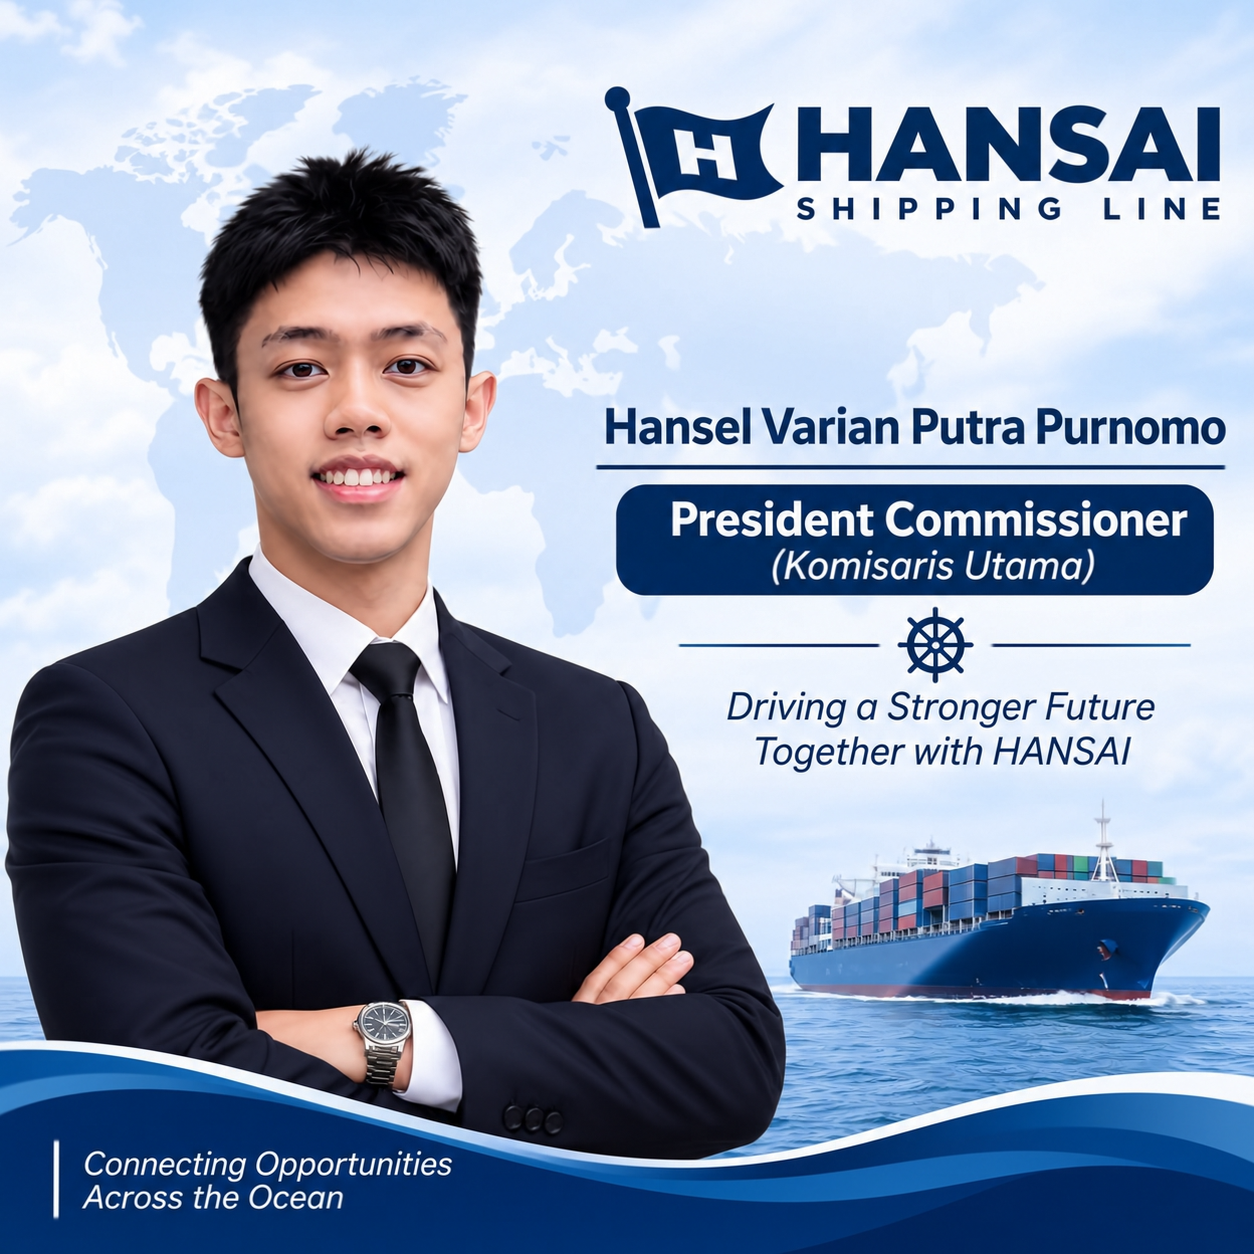 H HANSAI
SHIPPING LINE
Hansel Varian Putra Purnomo
President Commissioner
(Komisaris Utama)
Driving a Stronger Future
Together with HANSAI
Connecting Opportunities
Across the Ocean